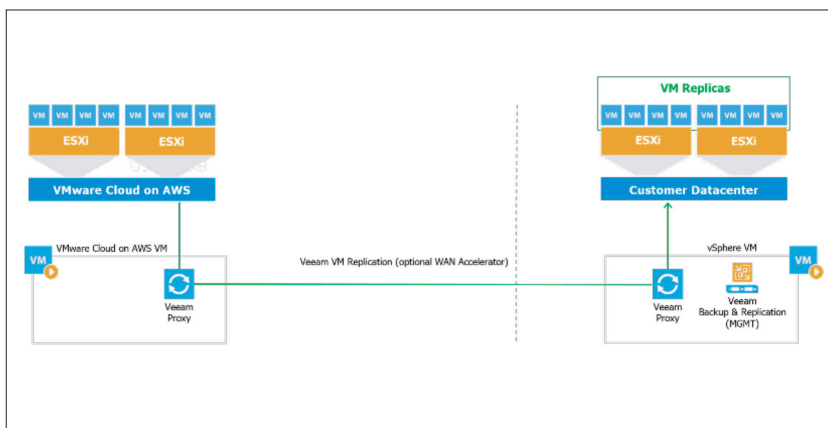 VM Replicas
VM VM VM VM VM VM VM VM
VM VM VM VM VM VM VM VM
ESXi ESXi
ESXi ESXi
VMware Cloud on AWS
Customer Datacenter
VMware Cloud on AWS VM
vSphere VM
VM
VM
Veeam VM Replication (optional WAN Accelerator)
Veeam
Proxy
Veeam
Proxy
Veeam
Backup & Replication
(MGMT)